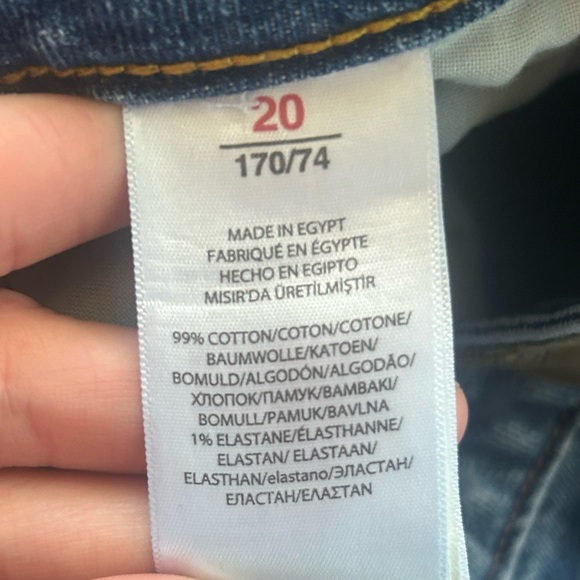 20
170/74
MADE IN EGYPT
FABRIQUÉ EN ÉGYPTE
HECHO EN EGIPTO
MISIR'DA ÜRETİLMİŞTİR
99% COTTON/COTON/COTONE/
BAUMWOLLE/KATOEN/
BOMULD/ALGODÓN/ALGODÃO/
ХЛОПОК/ПАМУК/BAMBAKI/
BOMULL/PAMUK/BAVLNA
1% ELASTANE/ÉLASTHANNE/
ELASTAN/ ELASTAAN/
ELASTHAN/elastano/ЭЛАСТАН/
ЕЛАСТАН/ΕΛΑΣΤΑΝ